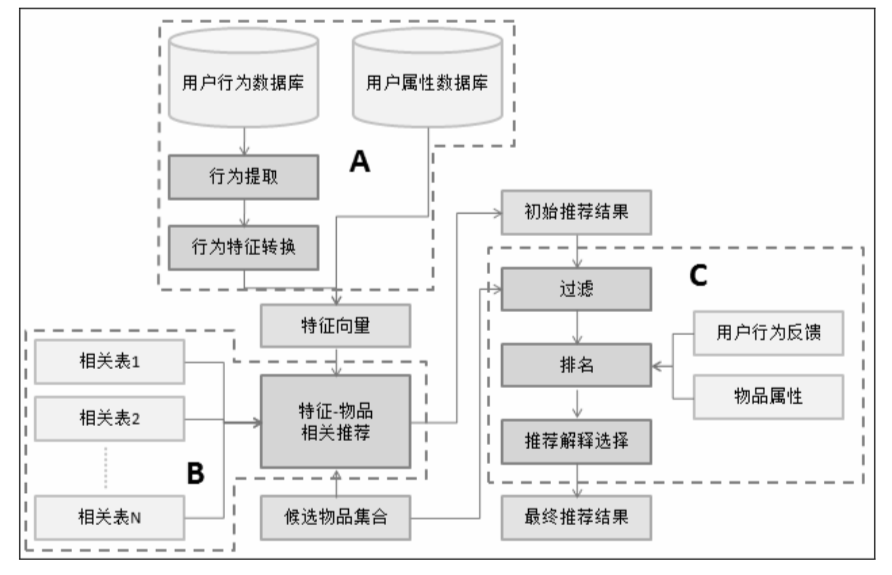 用户行为数据库
用户属性数据库
A
行为提取
行为特征转换
特征向量
相关表1
相关表2
相关表N
B
特征-物品
相关推荐
候选物品集合
初始推荐结果
C
过滤
用户行为反馈
排名
物品属性
推荐解释选择
最终推荐结果